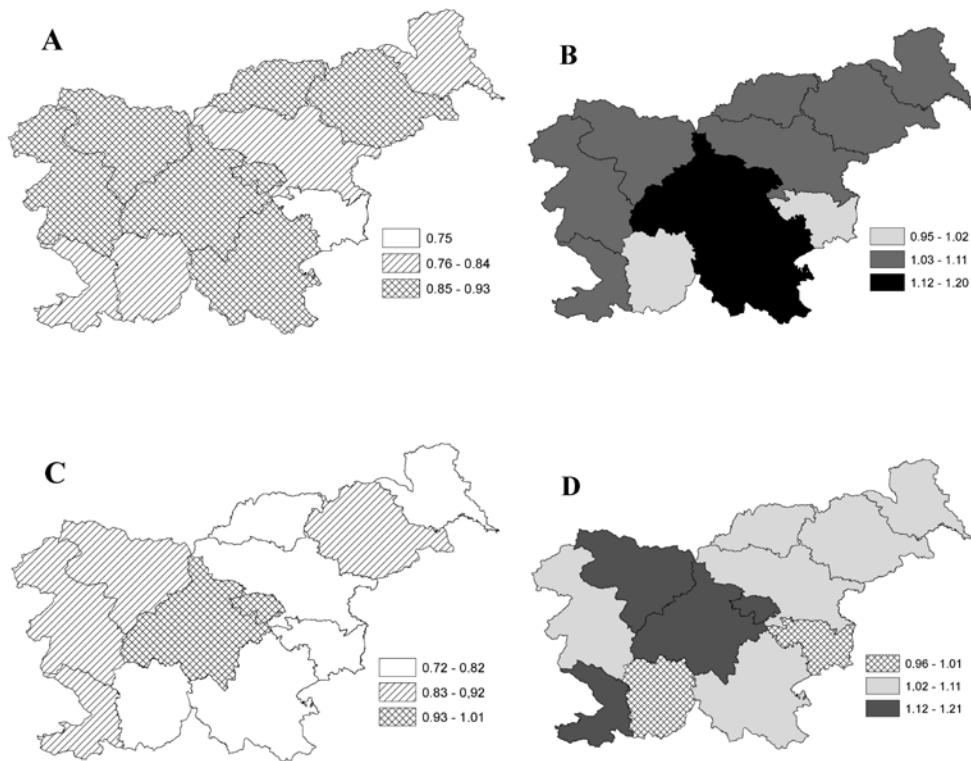 A
0.75
0.76 - 0.84
0.85 - 0.93
B
0.95 - 1.02
1.03 - 1.11
1.12 - 1.20
C
0.72 - 0.82
0.83 - 0,92
0.93 - 1.01
D
0.96 - 1.01
1.02 - 1.11
1.12 - 1.21